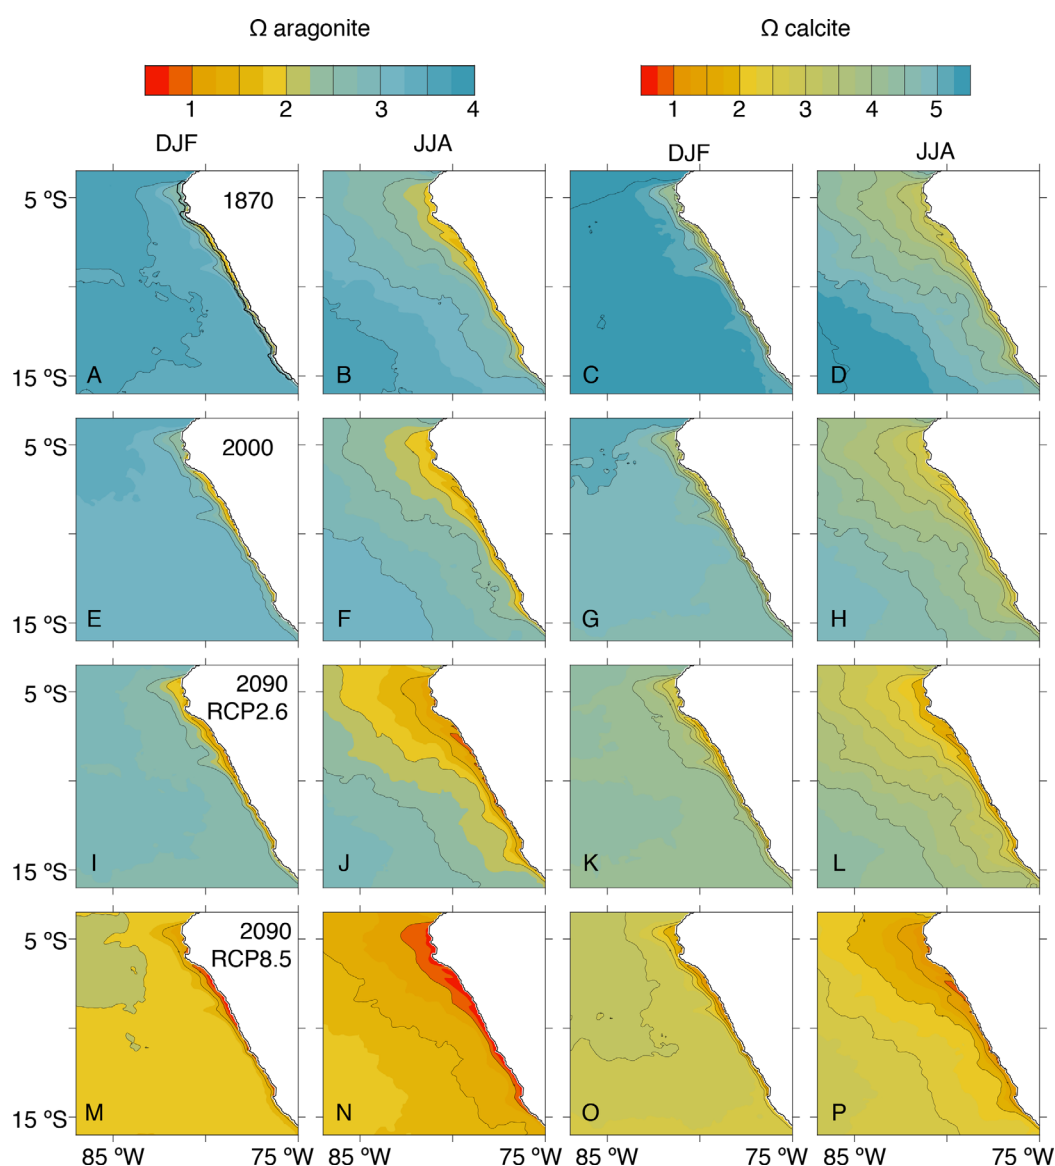 Ω aragonite Ω calcite
1 2 3 4 1 2 3 4 5
DJF JJA DJF JJA
5 ºS 1870
15 ºS A B C D
5 ºS 2000
15 ºS E F G H
5 ºS 2090
RCP2.6
15 ºS I J K L
5 ºS 2090
RCP8.5
15 ºS M N O P
85 ºW 75 ºW 85 ºW 75 ºW 85 ºW 75 ºW 85 ºW 75 ºW